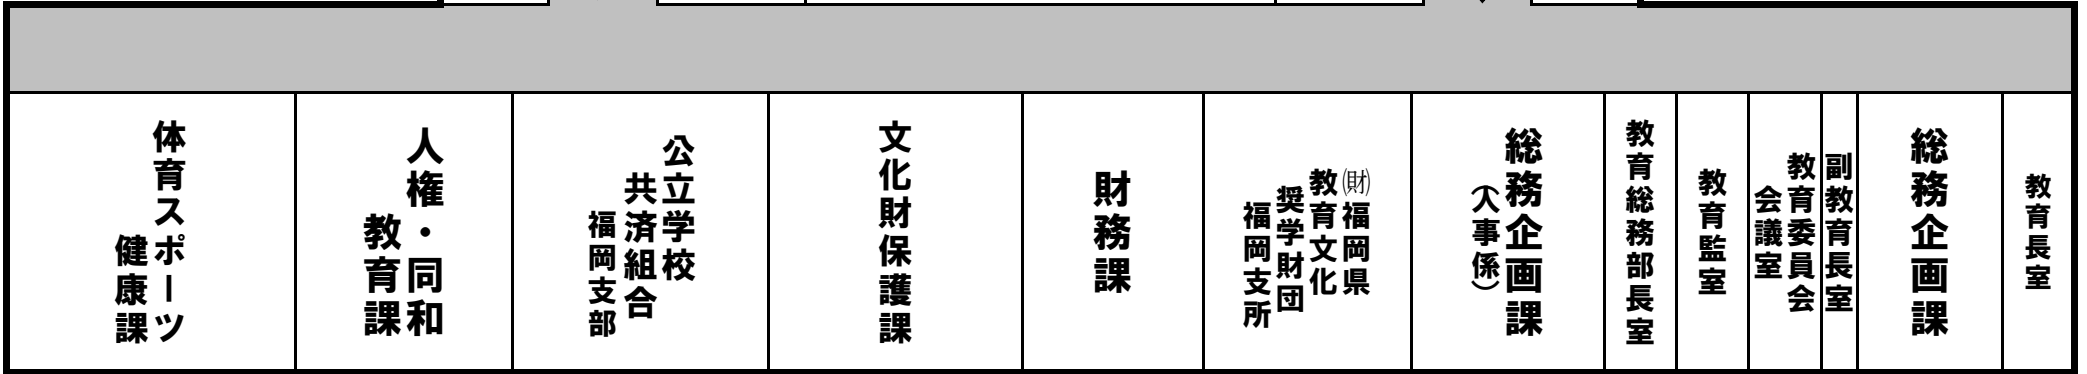 教育長室
総務企画課
副教育長室
教育委員会
会議室
教育監室
教育総務部長室
総務企画課
(人事係)
㈶福岡県
教育文化
奨学財団
福岡支所
財務課
文化財保護課
公立学校
共済組合
福岡支部
人権・同和
教育課
体育スポーツ
健康課